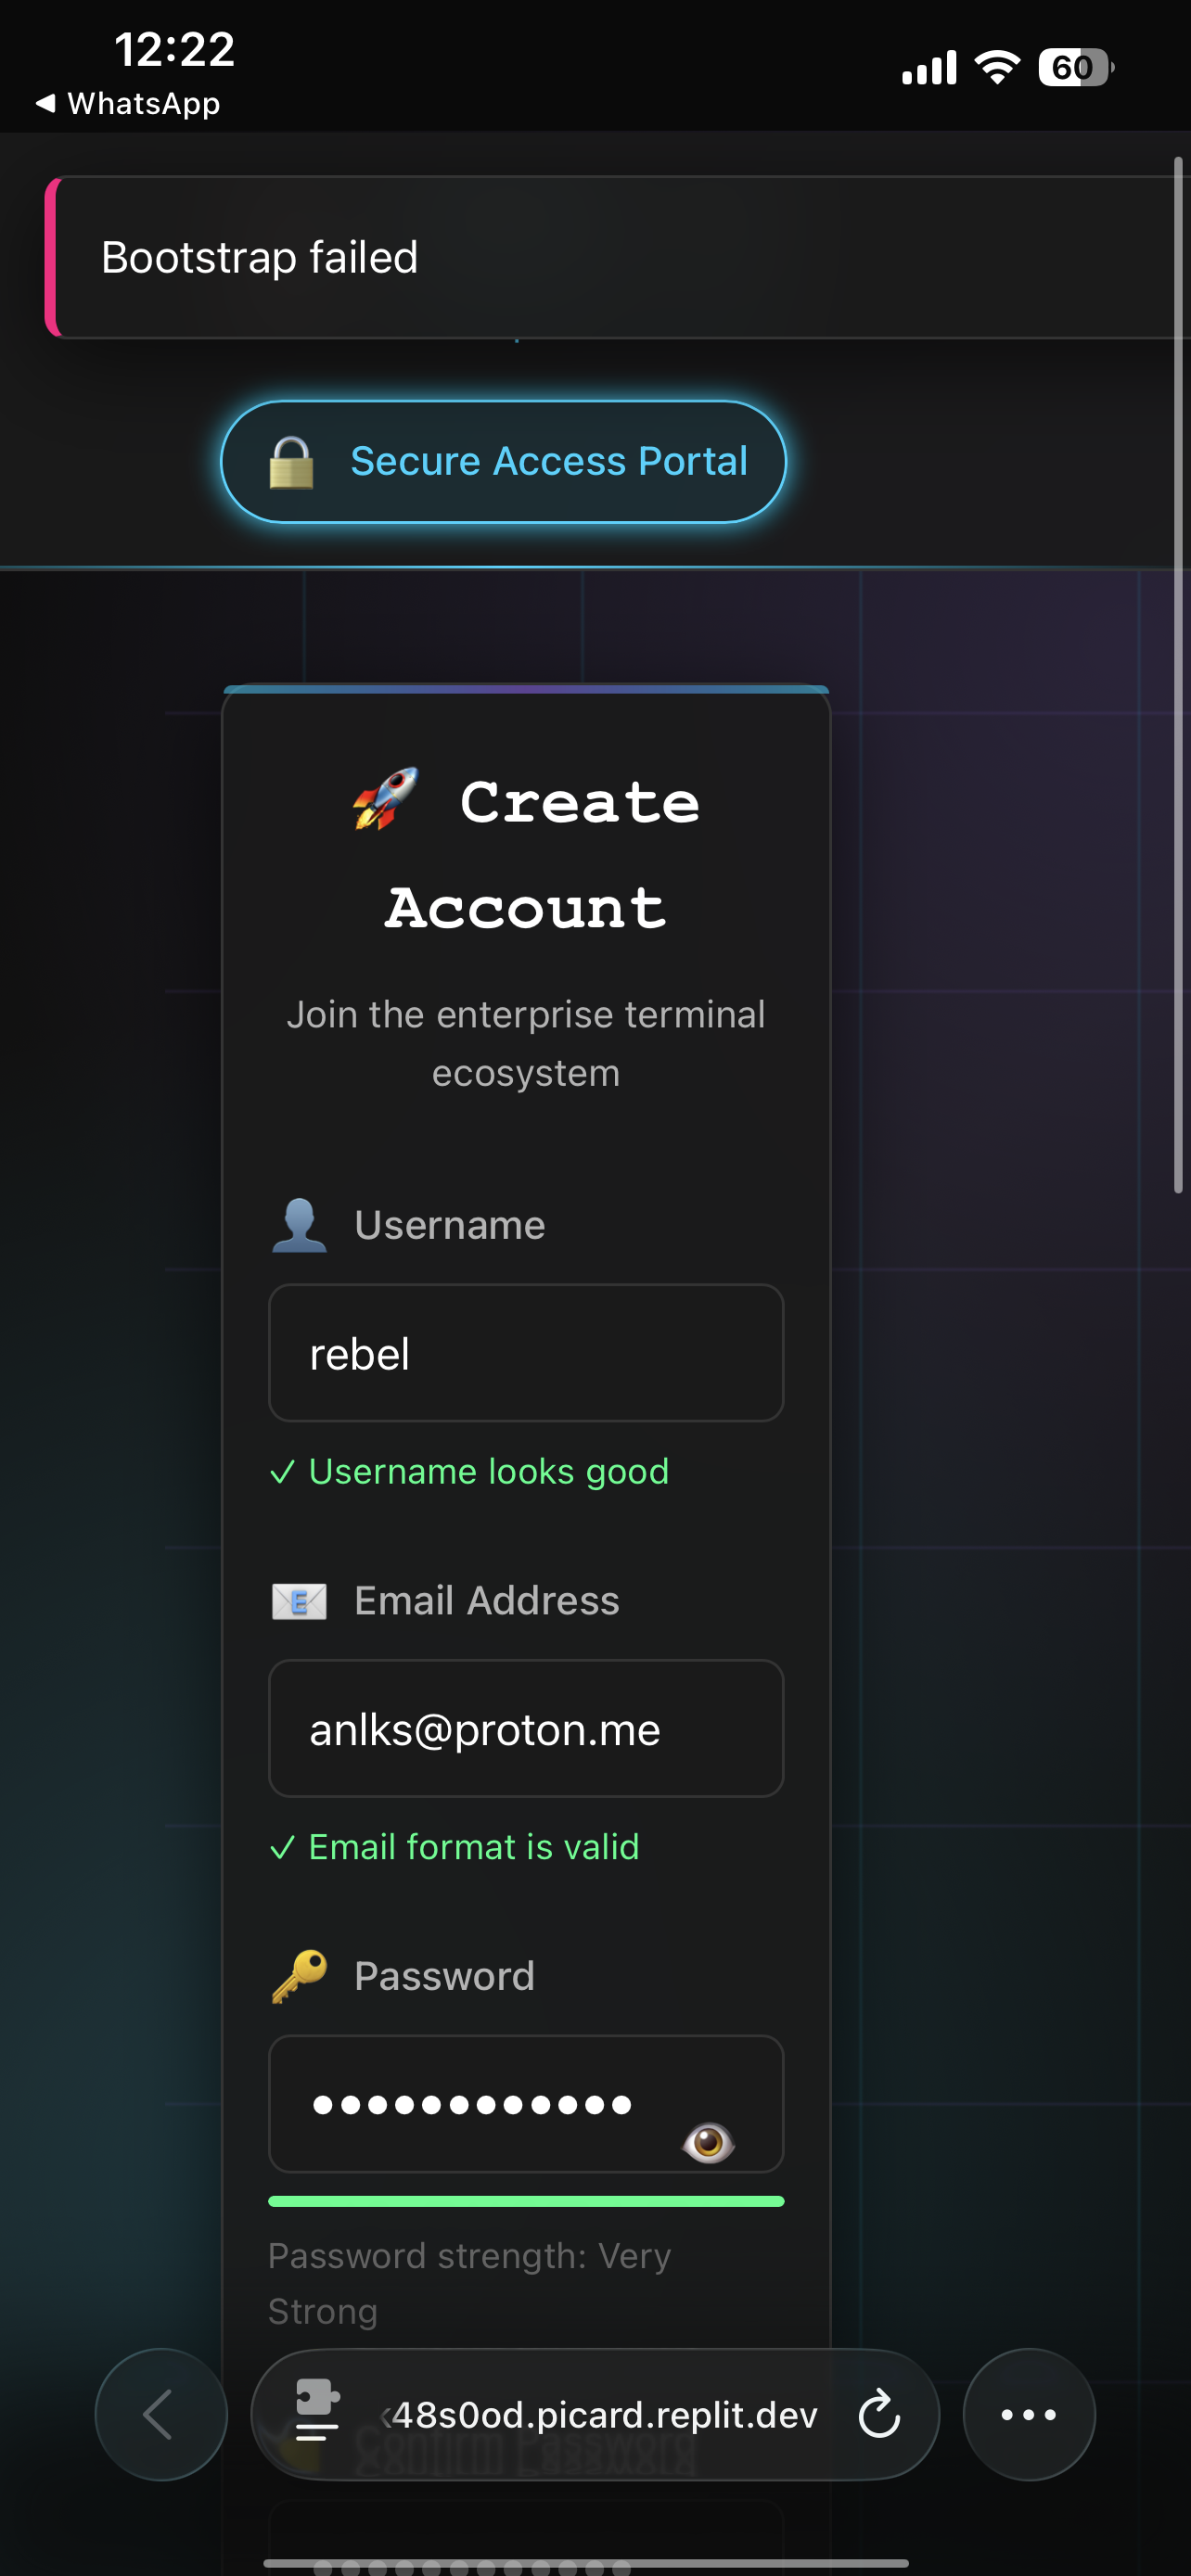 12:22
60
WhatsApp
Bootstrap failed
Secure Access Portal
Create
Account
Join the enterprise terminal
ecosystem
Username
rebel
✓ Username looks good
Email Address
anlks@proton.me
✓ Email format is valid
Password
Password strength: Very
Strong
48s0od.picard.replit.dev
Confirm Password